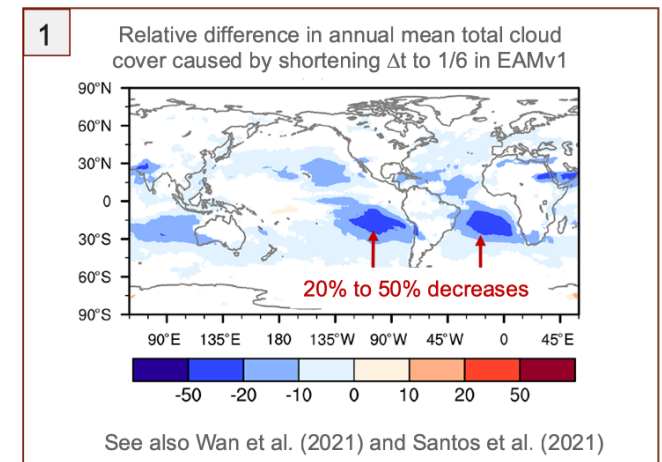 1
Relative difference in annual mean total cloud
cover caused by shortening Δt to 1/6 in EAMv1
90°N
60°N
30°N
0
30°S
60°S
90°S
20% to 50% decreases
90°E 135°E 180 135°W 90°W 45°W 0 45°E
-50 -20 -10 0 10 20 50
See also Wan et al. (2021) and Santos et al. (2021)